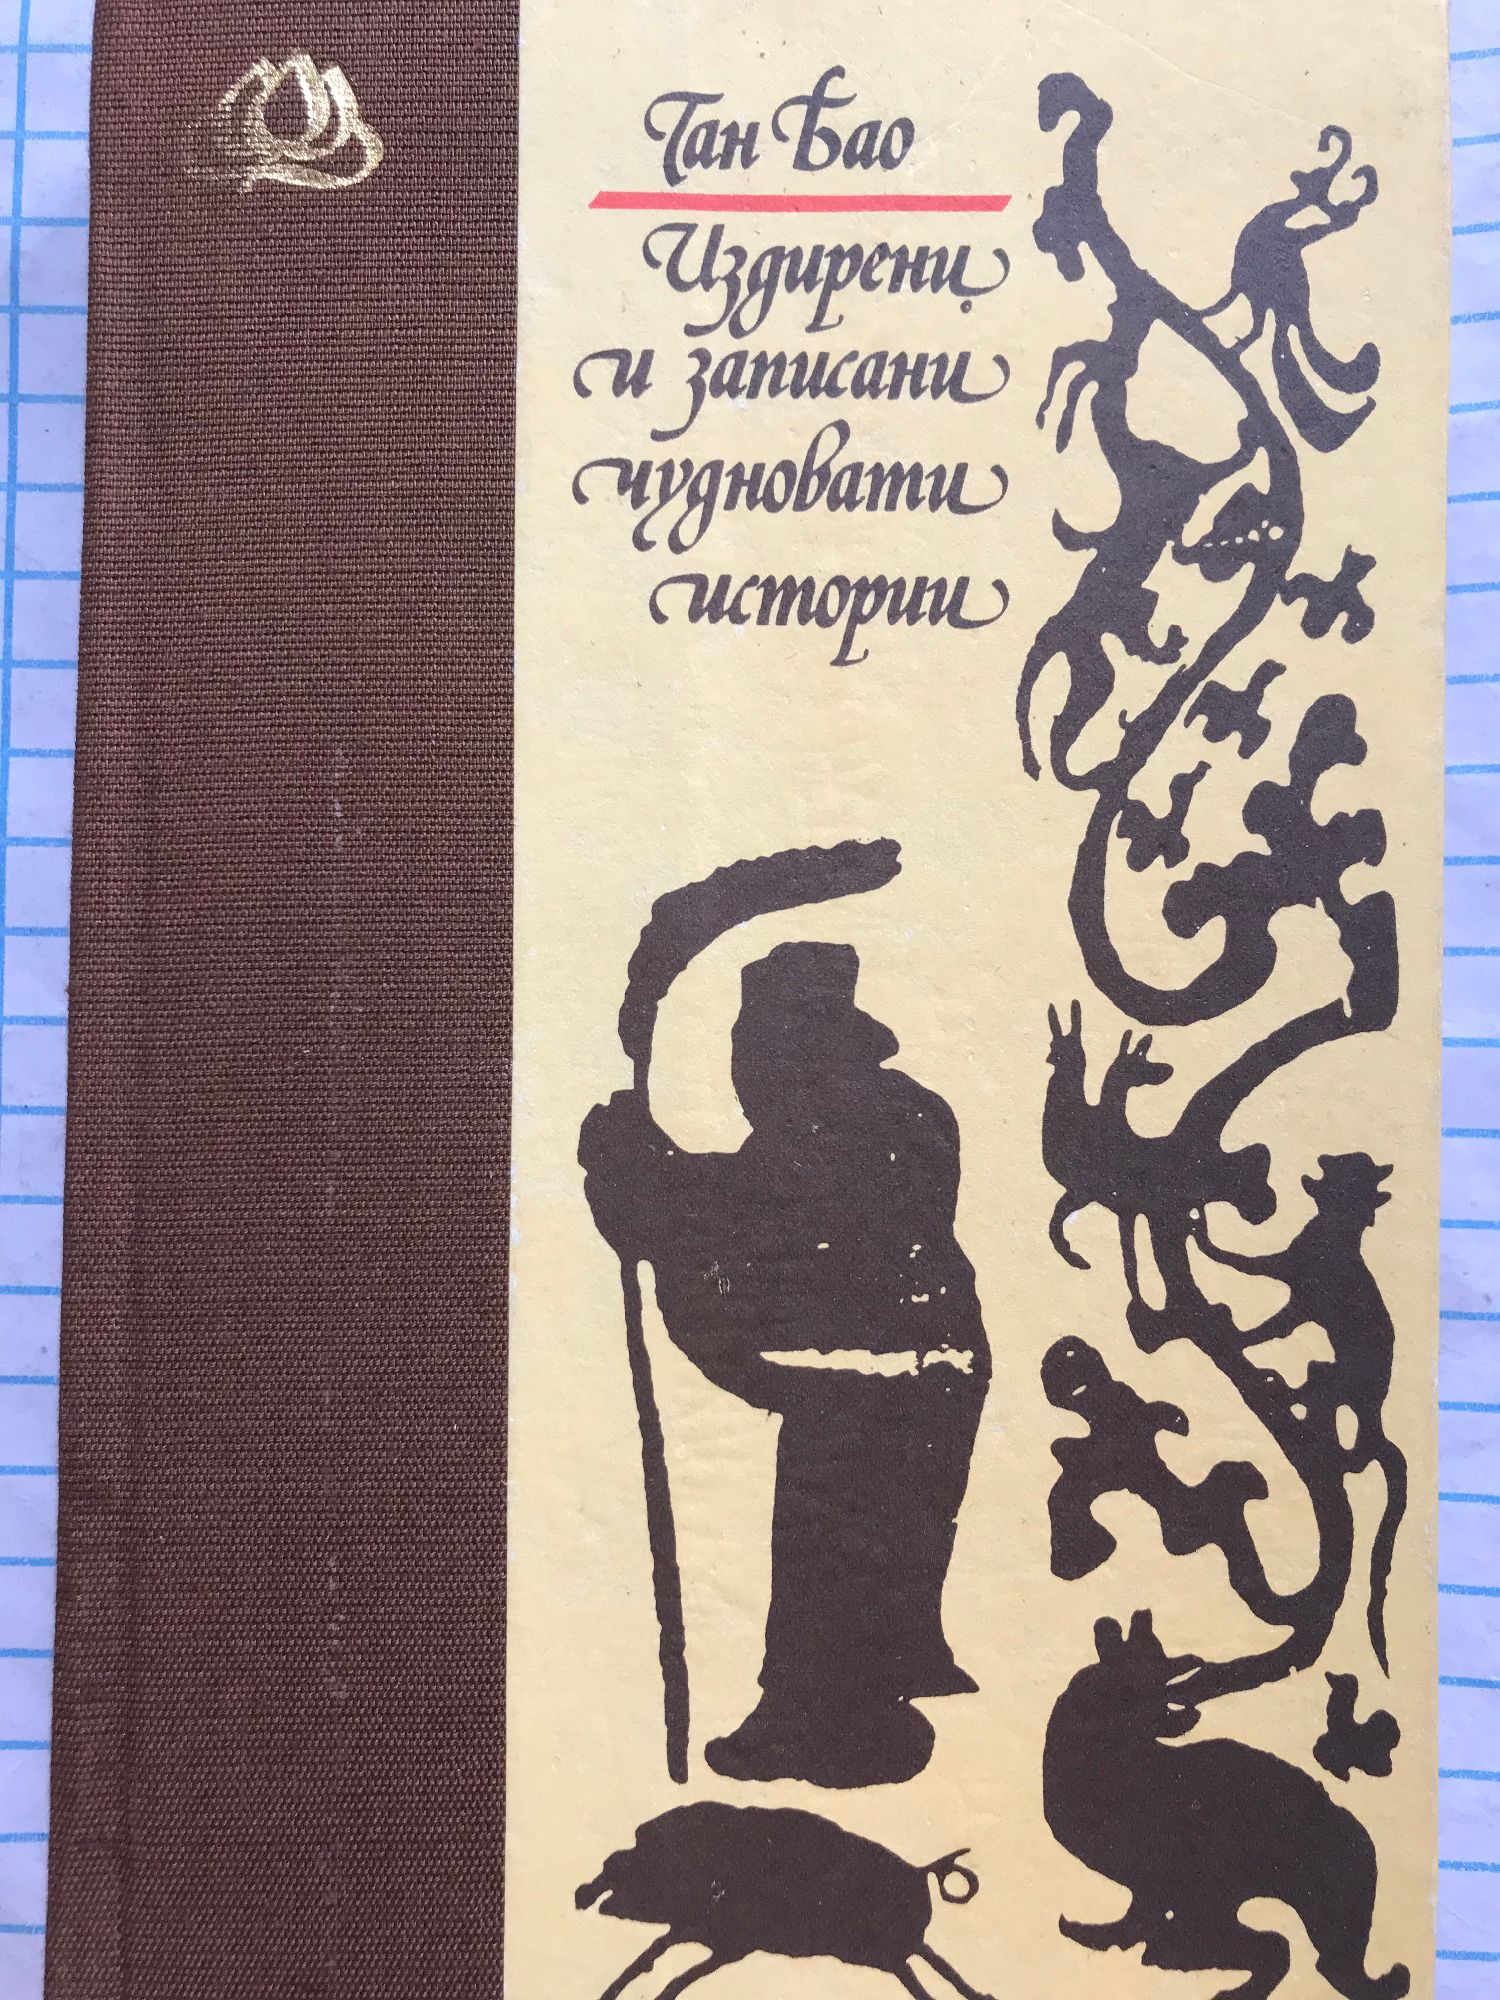 Ган Бао
Издирени
и записани
чудновати
истории